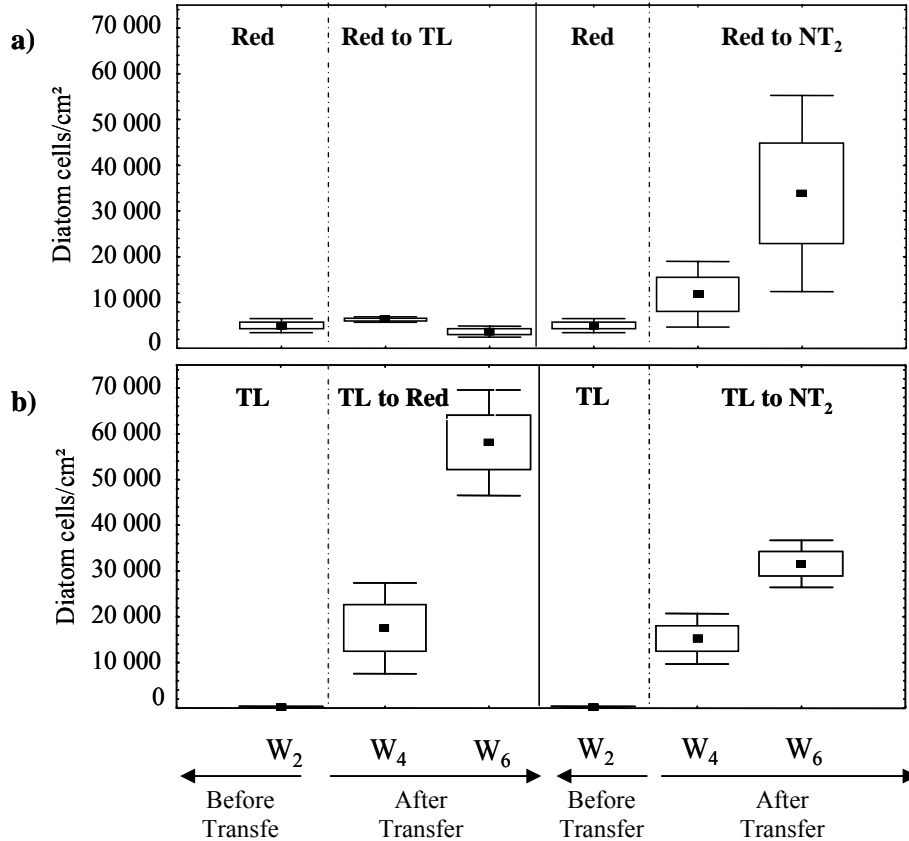 a)
Red
Red to TL
Red
Red to NT₂
Diatom cells/cm²
70 000
60 000
50 000
40 000
30 000
20 000
10 000
0
b)
TL
TL to Red
TL
TL to NT₂
Diatom cells/cm²
70 000
60 000
50 000
40 000
30 000
20 000
10 000
0
W₂
W₄
W₆
W₂
W₄
W₆
Before
Transfe
After
Transfer
Before
Transfer
After
Transfer